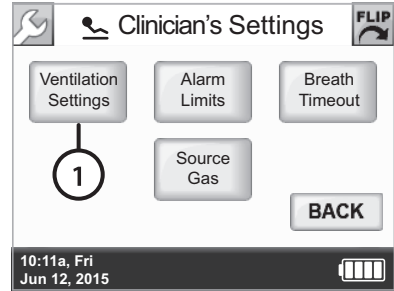 Clinician's Settings
FLIP
Ventilation
Settings
Alarm
Limits
Breath
Timeout
1
Source
Gas
BACK
10:11a, Fri
Jun 12, 2015